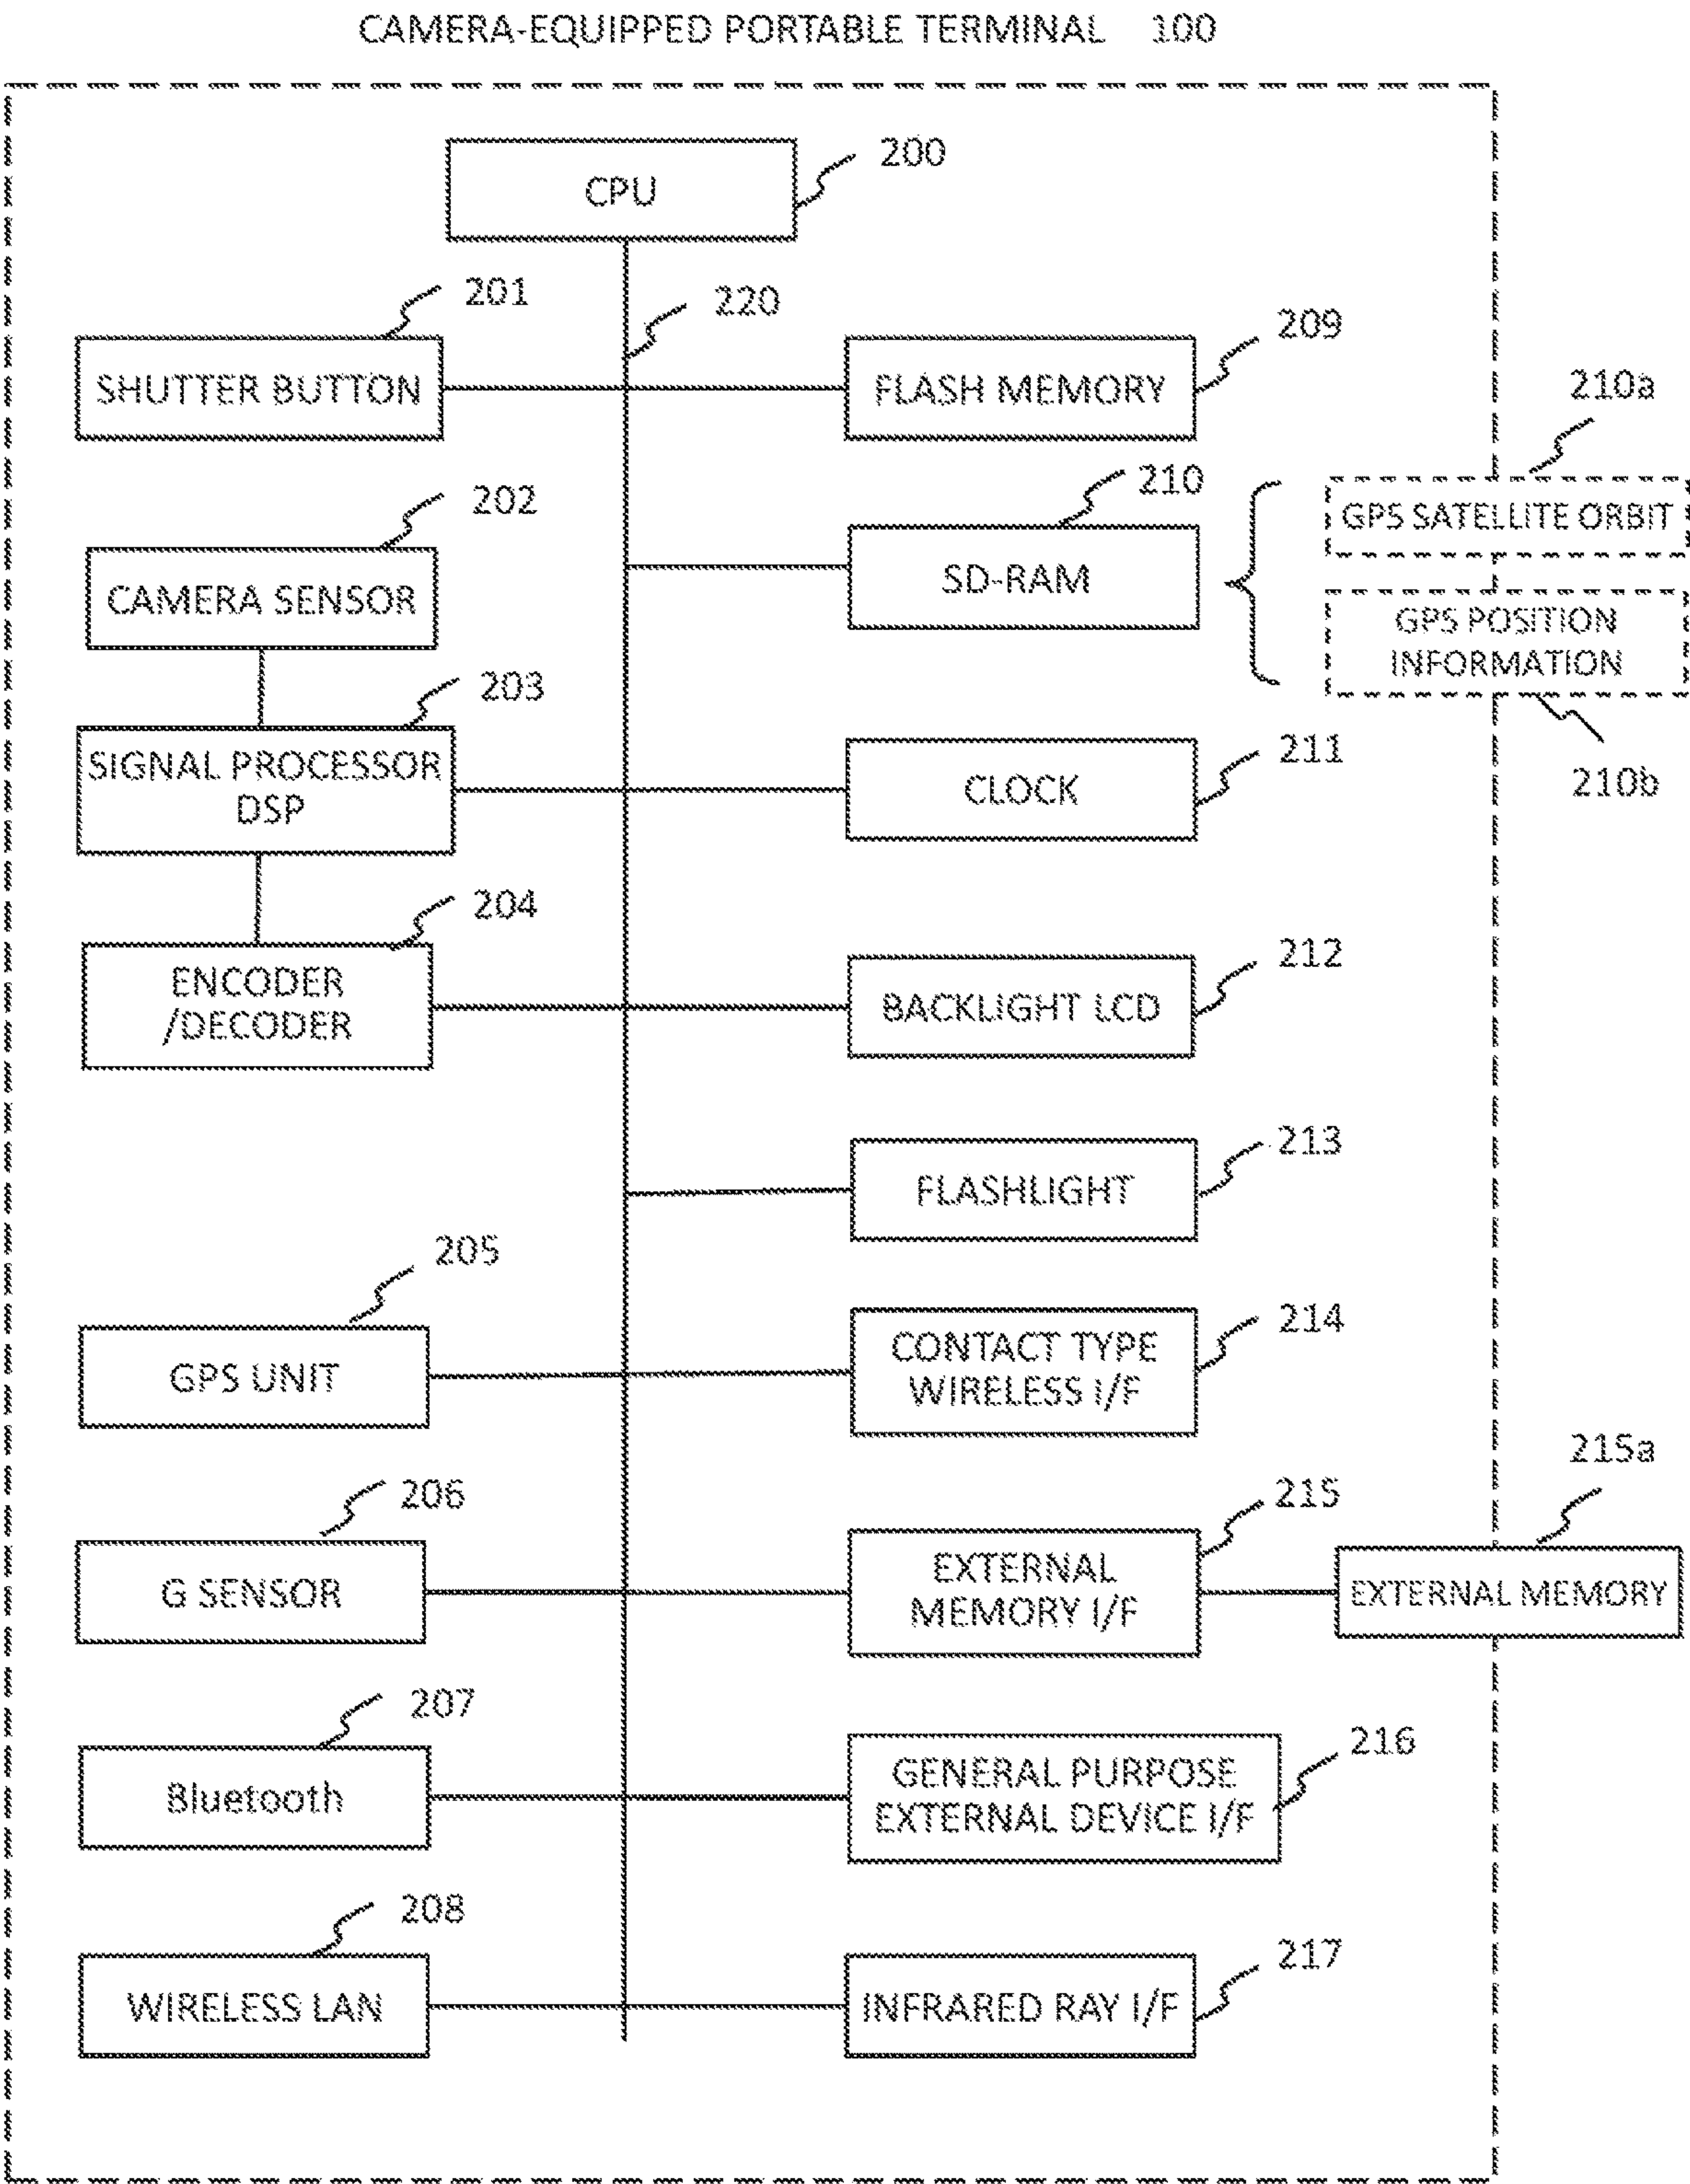 CAMERA-EQUIPPED PORTABLE TERMINAL 100
CPU
200
201
220
209
SHUTTER BUTTON
FLASH MEMORY
210a
202
210
GPS SATELLITE ORBIT
CAMERA SENSOR
SD-RAM
GPS POSITION
INFORMATION
203
211
210b
SIGNAL PROCESSOR
DSP
CLOCK
204
212
ENCODER
/DECODER
BACKLIGHT LCD
213
FLASHLIGHT
205
214
GPS UNIT
CONTACT TYPE
WIRELESS I/F
215a
206
215
G SENSOR
EXTERNAL
MEMORY I/F
EXTERNAL MEMORY
207
216
Bluetooth
GENERAL PURPOSE
EXTERNAL DEVICE I/F
208
217
WIRELESS LAN
INFRARED RAY I/F